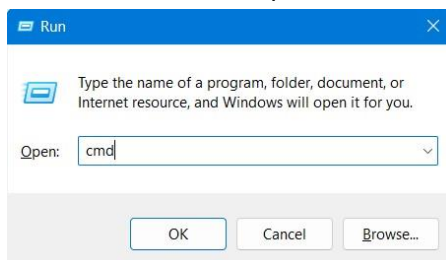 Run
Type the name of a program, folder, document, or
Internet resource, and Windows will open it for you.
Open: cmd
OK Cancel Browse...